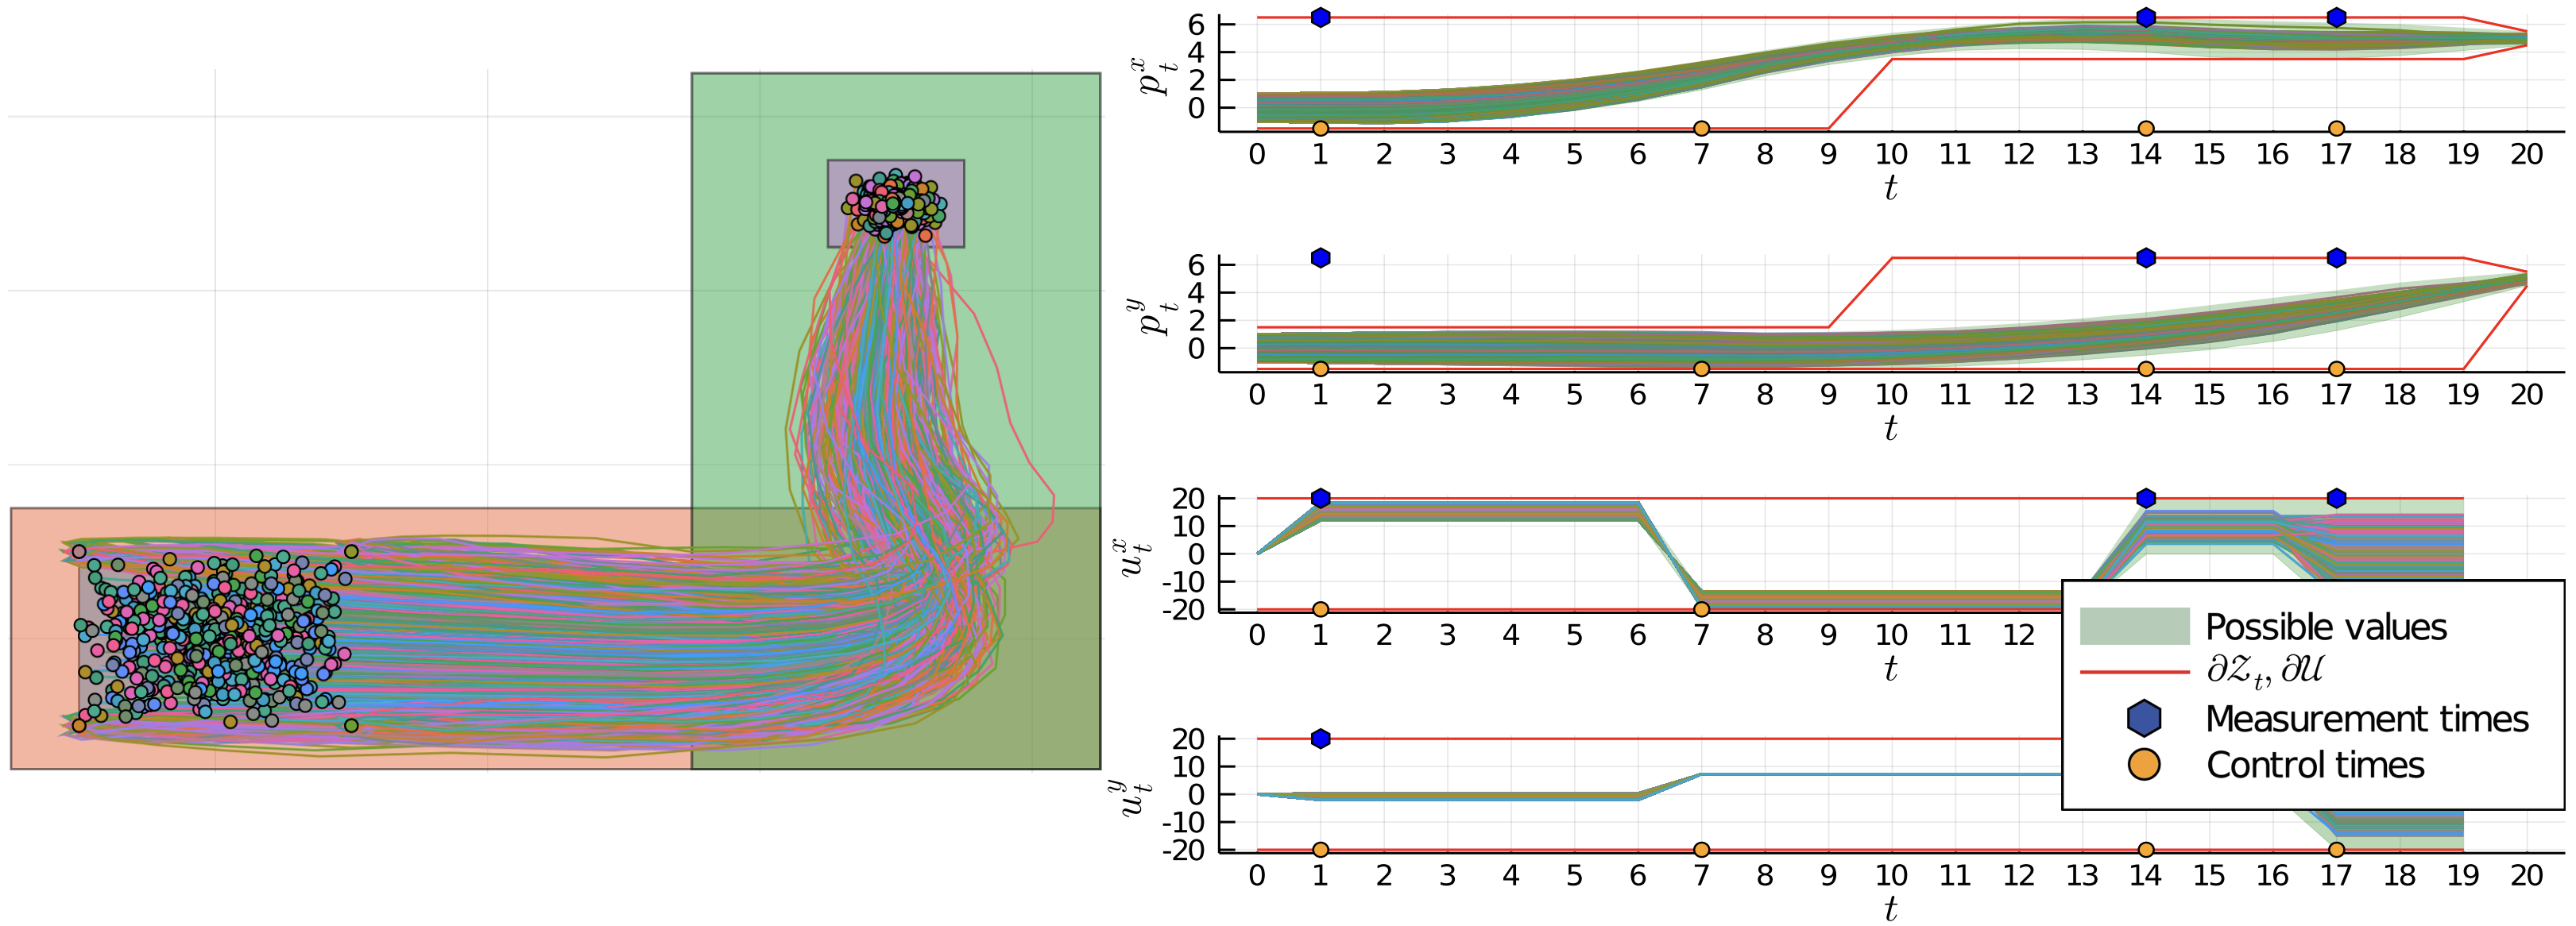 6
4
2
0
p_t^x
0 1 2 3 4 5 6 7 8 9 10 11 12 13 14 15 16 17 18 19 20
t
6
4
2
0
p_t^y
0 1 2 3 4 5 6 7 8 9 10 11 12 13 14 15 16 17 18 19 20
t
20
10
0
-10
-20
u_t^x
0 1 2 3 4 5 6 7 8 9 10 11 12
t
Possible values
∂𝒵_t, ∂𝒰
Measurement times
Control times
20
10
0
-10
-20
u_t^y
0 1 2 3 4 5 6 7 8 9 10 11 12 13 14 15 16 17 18 19 20
t